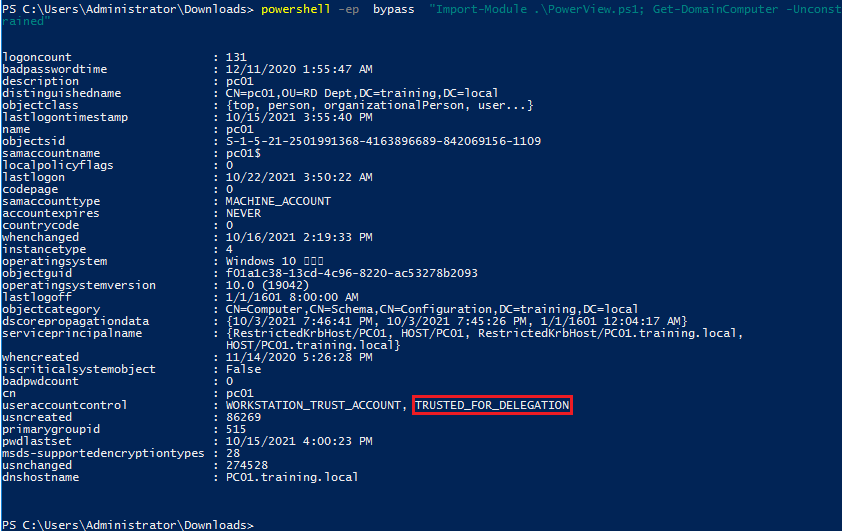 PS C:\Users\Administrator\Downloads> powershell -ep  bypass  "Import-Module .\PowerView.ps1; Get-DomainComputer -Unconst
rained"
logoncount                    : 131
badpasswordtime               : 12/11/2020 1:55:47 AM
description                   : pc01
distinguishedname             : CN=pc01,OU=RD Dept,DC=training,DC=local
objectclass                   : {top, person, organizationalPerson, user...}
lastlogontimestamp            : 10/15/2021 3:55:40 PM
name                          : pc01
objectsid                     : S-1-5-21-2501991368-4163896689-842069156-1109
samaccountname                : pc01$
localpolicyflags              : 0
lastlogon                     : 10/22/2021 3:50:22 AM
codepage                      : 0
samaccounttype                : MACHINE_ACCOUNT
accountexpires                : NEVER
countrycode                   : 0
whenchanged                   : 10/16/2021 2:19:33 PM
instancetype                  : 4
operatingsystem               : Windows 10 □□□
objectguid                    : f01a1c38-13cd-4c96-8220-ac53278b2093
operatingsystemversion        : 10.0 (19042)
lastlogoff                    : 1/1/1601 8:00:00 AM
objectcategory                : CN=Computer,CN=Schema,CN=Configuration,DC=training,DC=local
dscorepropagationdata         : {10/3/2021 7:46:41 PM, 10/3/2021 7:45:26 PM, 1/1/1601 12:04:17 AM}
serviceprincipalname          : {RestrictedKrbHost/PC01, HOST/PC01, RestrictedKrbHost/PC01.training.local,
                                HOST/PC01.training.local}
whencreated                   : 11/14/2020 5:26:28 PM
iscriticalsystemobject        : False
badpwdcount                   : 0
cn                            : pc01
useraccountcontrol            : WORKSTATION_TRUST_ACCOUNT, TRUSTED_FOR_DELEGATION
usncreated                    : 86269
primarygroupid                : 515
pwdlastset                    : 10/15/2021 4:00:23 PM
msds-supportedencryptiontypes : 28
usnchanged                    : 274528
dnshostname                   : PC01.training.local
PS C:\Users\Administrator\Downloads>